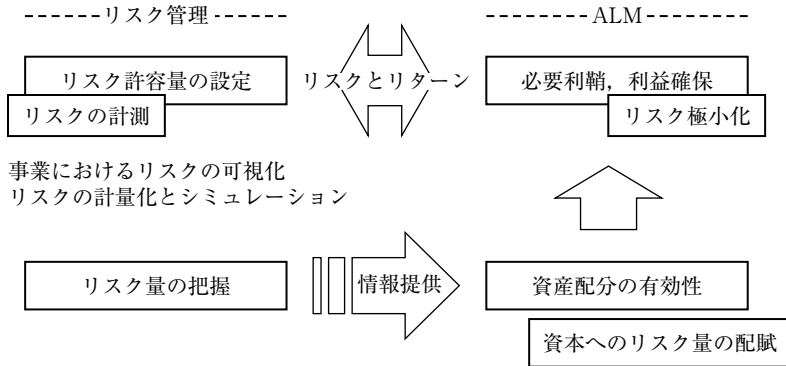 リスク管理
ALM
リスク許容量の設定
リスクとリターン
必要利鞘，利益確保
リスクの計測
リスク極小化
事業におけるリスクの可視化
リスクの計量化とシミュレーション
リスク量の把握
情報提供
資産配分の有効性
資本へのリスク量の配賦